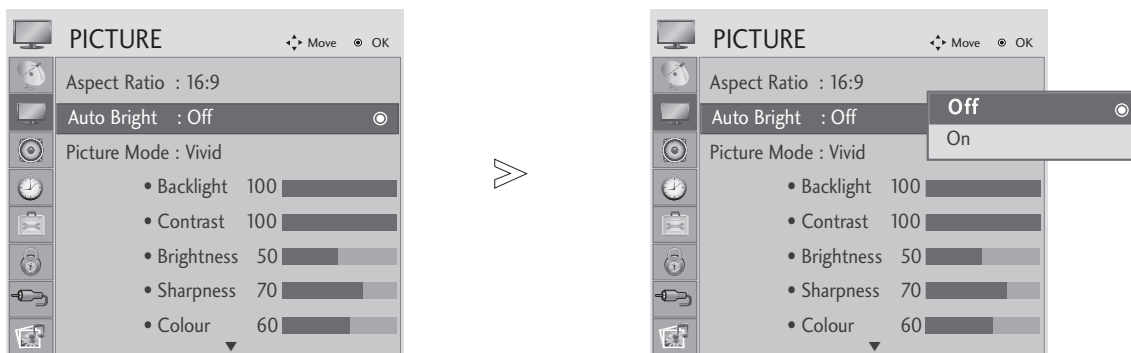 PICTURE Move OK
Aspect Ratio : 16:9
Auto Bright : Off
Picture Mode : Vivid
• Backlight 100
• Contrast 100
• Brightness 50
• Sharpness 70
• Colour 60
PICTURE Move OK
Aspect Ratio : 16:9
Auto Bright : Off
Off
On
Picture Mode : Vivid
• Backlight 100
• Contrast 100
• Brightness 50
• Sharpness 70
• Colour 60